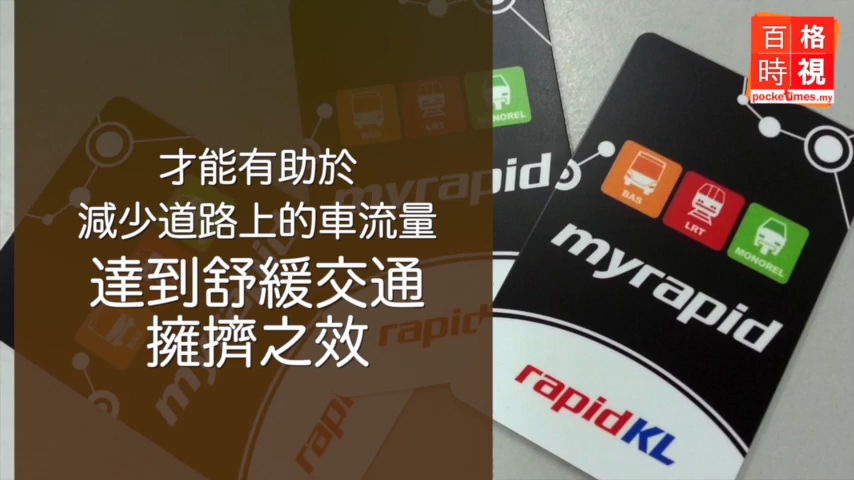 才能有助於
減少道路上的車流量
達到舒緩交通
擁擠之效
百格
時視
pocketimes.my
BAS
LRT
MONOREL
myrapid
rapidKL
BAS
LRT
MONOREL
myrapid
rapid
myrapid
rapid